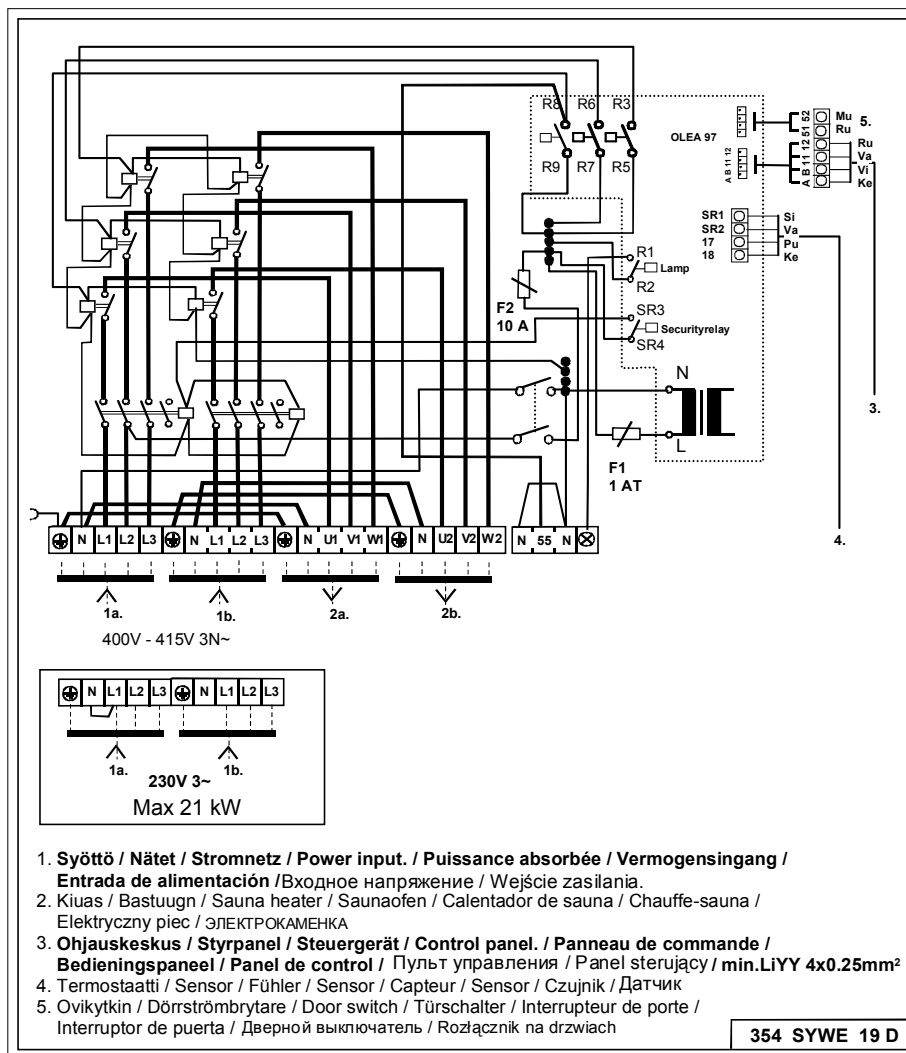 R8 R6 R3
R9 R7 R5
OLEA 97
52
51
Mu 5.
Ru
A B 11 12
12
11
B
A
Ru
Va
Vi
Ke
SR1 Si
SR2 Va
17 Pu
18 Ke
R1
Lamp
R2
F2
10 A
SR3
Securityrelay
SR4
N
L
F1
1 AT
3.
4.
N L1 L2 L3 N L1 L2 L3 N U1 V1 W1 N U2 V2 W2 N 55 N
1a. 1b. 2a. 2b.
400V - 415V 3N~
N L1 L2 L3 N L1 L2 L3
1a. 1b.
230V 3~
Max 21 kW
1. Syöttö / Nätet / Stromnetz / Power input. / Puissance absorbée / Vermogensingang /
Entrada de alimentación /Входное напряжение / Wejście zasilania.
2. Kiuas / Bastuugn / Sauna heater / Saunaofen / Calentador de sauna / Chauffe-sauna /
Elektryczny piec / ЭЛЕКТРОКАМЕНКА
3. Ohjauskeskus / Styrpanel / Steuergerät / Control panel. / Panneau de commande /
Bedieningspaneel / Panel de control / Пульт управления / Panel sterujący / min.LiYY 4x0.25mm²
4. Termostaatti / Sensor / Fühler / Sensor / Capteur / Sensor / Czujnik / Датчик
5. Ovikytkin / Dörrströmbrytare / Door switch / Türschalter / Interrupteur de porte /
Interruptor de puerta / Дверной выключатель / Rozłącznik na drzwiach
354 SYWE 19 D